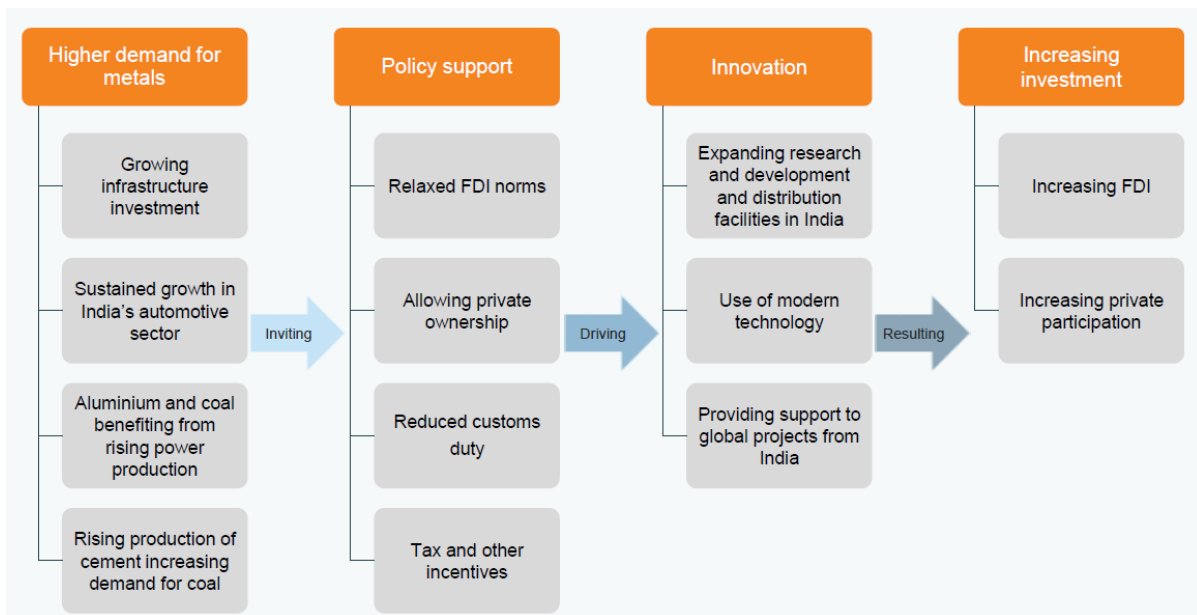 Higher demand for
metals
Growing
infrastructure
investment
Sustained growth in
India's automotive
sector
Aluminium and coal
benefiting from
rising power
production
Rising production of
cement increasing
demand for coal
Inviting
Policy support
Relaxed FDI norms
Allowing private
ownership
Reduced customs
duty
Tax and other
incentives
Driving
Innovation
Expanding research
and development
and distribution
facilities in India
Use of modern
technology
Providing support to
global projects from
India
Resulting
Increasing
investment
Increasing FDI
Increasing private
participation